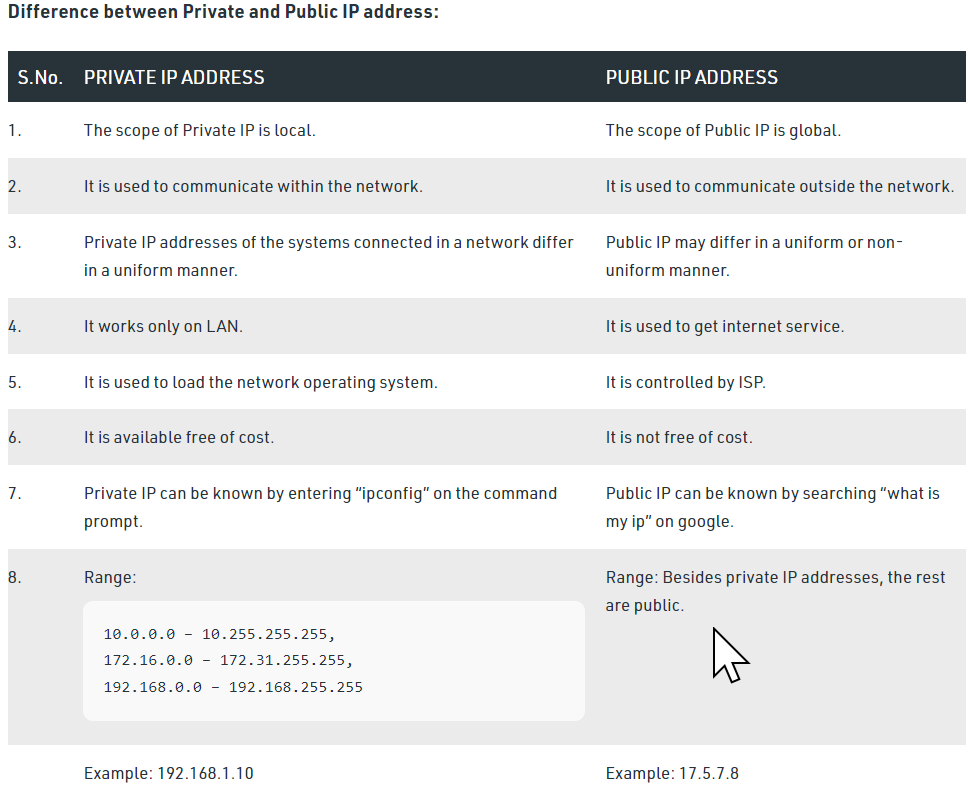 Difference between Private and Public IP address:
S.No. PRIVATE IP ADDRESS PUBLIC IP ADDRESS
1. The scope of Private IP is local. The scope of Public IP is global.
2. It is used to communicate within the network. It is used to communicate outside the network.
3. Private IP addresses of the systems connected in a network differ
in a uniform manner.
Public IP may differ in a uniform or non-
uniform manner.
4. It works only on LAN. It is used to get internet service.
5. It is used to load the network operating system. It is controlled by ISP.
6. It is available free of cost. It is not free of cost.
7. Private IP can be known by entering “ipconfig” on the command
prompt.
Public IP can be known by searching “what is
my ip” on google.
8. Range:
10.0.0.0 – 10.255.255.255,
172.16.0.0 – 172.31.255.255,
192.168.0.0 – 192.168.255.255
Range: Besides private IP addresses, the rest
are public.
Example: 192.168.1.10 Example: 17.5.7.8